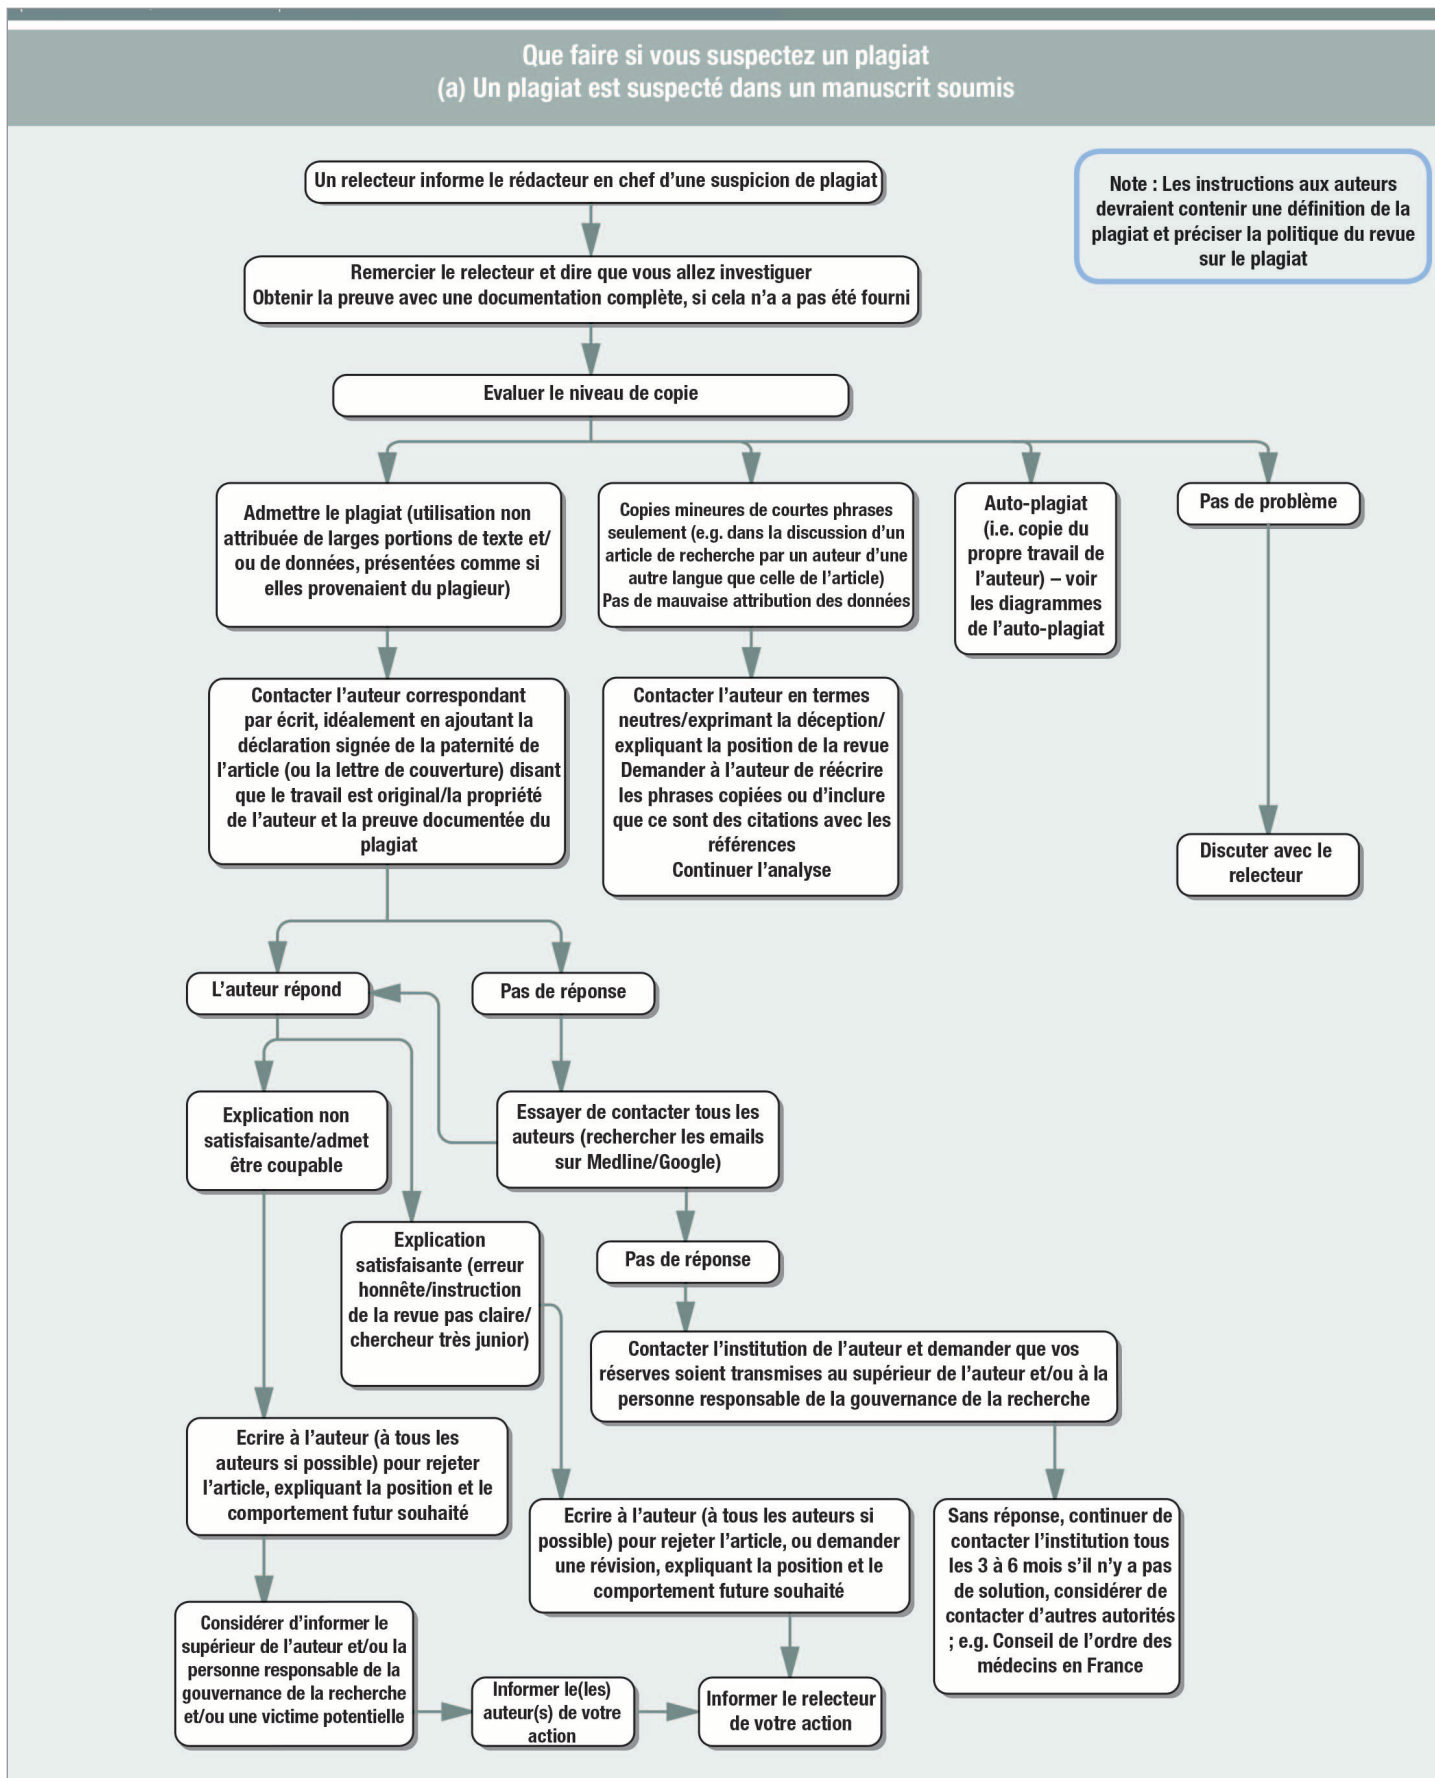 Que faire si vous suspectez un plagiat
(a) Un plagiat est suspecté dans un manuscrit soumis
Un relecteur informe le rédacteur en chef d'une suspicion de plagiat
Note : Les instructions aux auteurs
devraient contenir une définition de la
plagiat et préciser la politique du revue
sur le plagiat
Remercier le relecteur et dire que vous allez investiguer
Obtenir la preuve avec une documentation complète, si cela n'a a pas été fourni
Evaluer le niveau de copie
Admettre le plagiat (utilisation non
attribuée de larges portions de texte et/
ou de données, présentées comme si
elles provenaient du plagieur)
Copies mineures de courtes phrases
seulement (e.g. dans la discussion d'un
article de recherche par un auteur d'une
autre langue que celle de l'article)
Pas de mauvaise attribution des données
Auto-plagiat
(i.e. copie du
propre travail de
l'auteur) – voir
les diagrammes
de l'auto-plagiat
Pas de problème
Contacter l'auteur correspondant
par écrit, idéalement en ajoutant la
déclaration signée de la paternité de
l'article (ou la lettre de couverture) disant
que le travail est original/la propriété
de l'auteur et la preuve documentée du
plagiat
Contacter l'auteur en termes
neutres/exprimant la déception/
expliquant la position de la revue
Demander à l'auteur de réécrire
les phrases copiées ou d'inclure
que ce sont des citations avec les
références
Continuer l'analyse
Discuter avec le
relecteur
L'auteur répond
Pas de réponse
Explication non
satisfaisante/admet
être coupable
Essayer de contacter tous les
auteurs (rechercher les emails
sur Medline/Google)
Explication
satisfaisante (erreur
honnête/instruction
de la revue pas claire/
chercheur très junior)
Pas de réponse
Contacter l'institution de l'auteur et demander que vos
réserves soient transmises au supérieur de l'auteur et/ou à la
personne responsable de la gouvernance de la recherche
Ecrire à l'auteur (à tous les
auteurs si possible) pour rejeter
l'article, expliquant la position et le
comportement futur souhaité
Ecrire à l'auteur (à tous les auteurs si
possible) pour rejeter l'article, ou demander
une révision, expliquant la position et le
comportement future souhaité
Sans réponse, continuer de
contacter l'institution tous
les 3 à 6 mois s'il n'y a pas
de solution, considérer de
contacter d'autres autorités
; e.g. Conseil de l'ordre des
médecins en France
Considérer d'informer le
supérieur de l'auteur et/ou la
personne responsable de la
gouvernance de la recherche
et/ou une victime potentielle
Informer le(les)
auteur(s) de votre
action
Informer le relecteur
de votre action